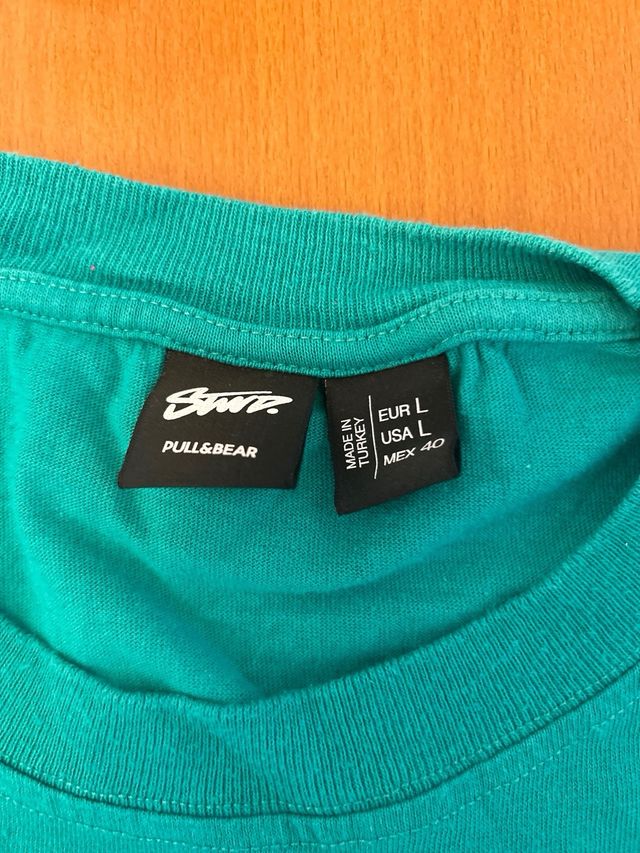 STWD.
PULL&BEAR
MADE IN
TURKEY
EUR L
USA L
MEX 40